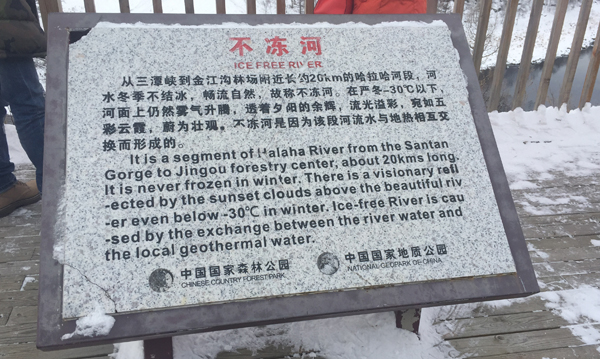 不冻河
ICE FREE RIVER
从三潭峡到金江沟林场附近长约20km的哈拉哈河段，河
水冬季不结冰，畅流自然，故称不冻河。在严冬-30℃以下，
河面上仍然雾气升腾，透着夕阳的余辉，流光溢彩，宛如五
彩云霞，蔚为壮观。不冻河是因为该段河流水与地热相互交
换而形成的。
It is a segment of Halaha River from the Santan
Gorge to Jingou forestry center, about 20kms long.
It is never frozen in winter. There is a visionary refl
-ected by the sunset clouds above the beautiful riv
-er even below -30℃ in winter. Ice-free River is cau
-sed by the exchange between the river water and
the local geothermal water.
中国国家森林公园
CHINESE COUNTRY FOREST PARK
中国国家地质公园
NATIONAL GEOPARK OF CHINA